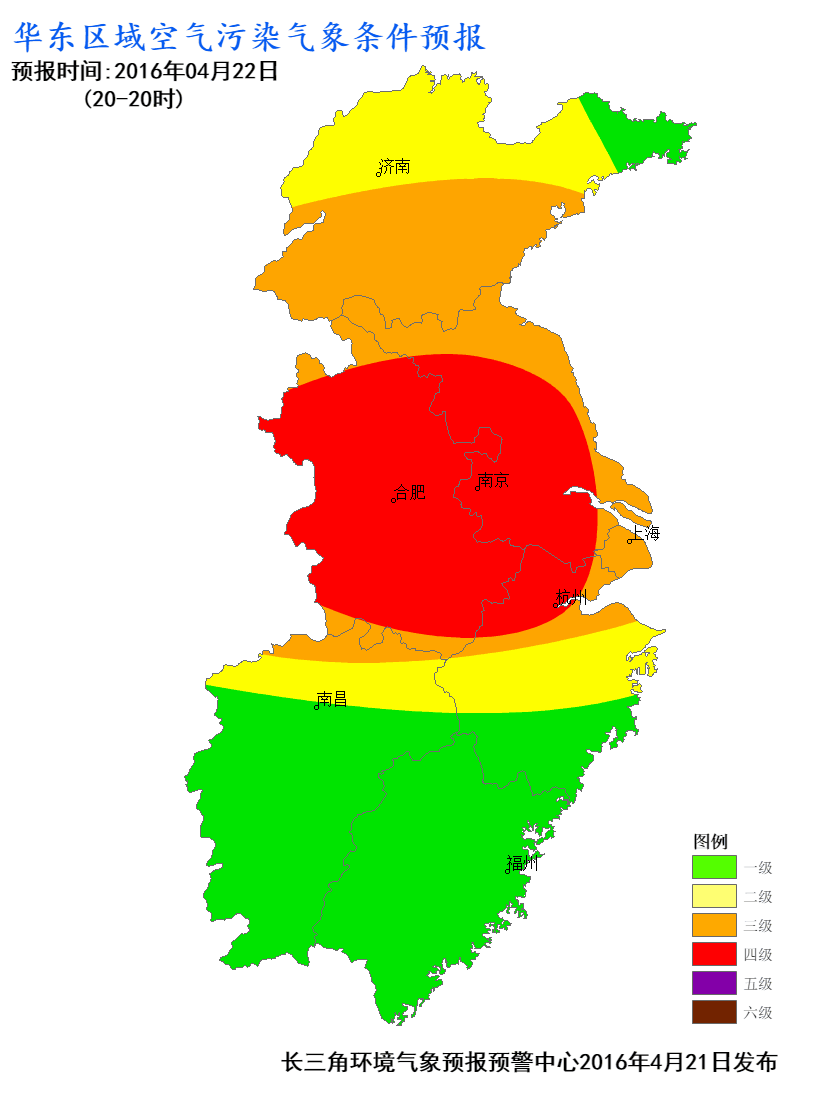 华东区域空气污染气象条件预报
预报时间:2016年04月22日
(20-20时)
济南
合肥
南京
上海
杭州
南昌
福州
图例
一级
二级
三级
四级
五级
六级
长三角环境气象预报预警中心2016年4月21日发布